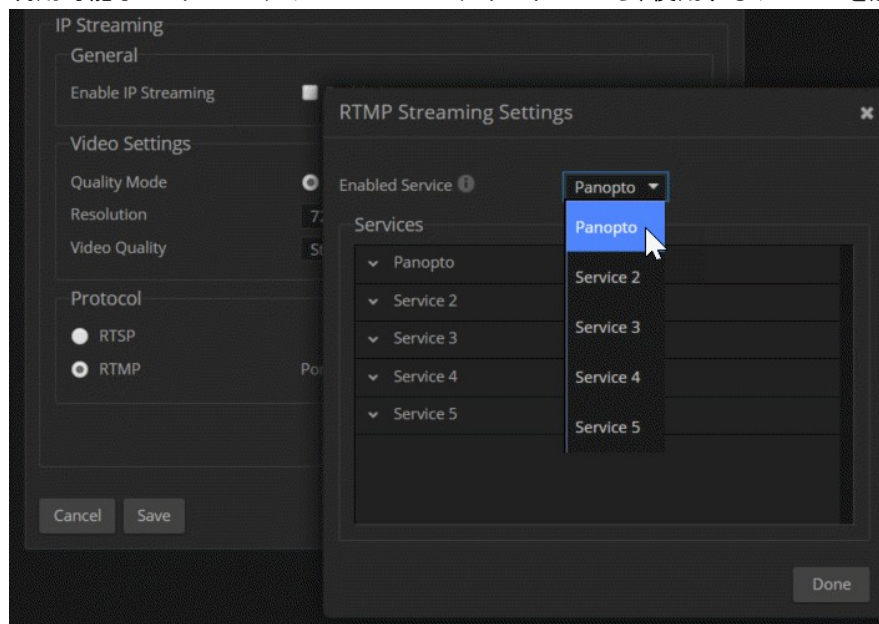 IP Streaming
General
Enable IP Streaming
RTMP Streaming Settings
Video Settings
Quality Mode
Enabled Service
Panopto
Resolution
Services
Panopto
Video Quality
Panopto
Service 2
Protocol
Service 2
Service 3
RTSP
Service 3
RTMP
Service 4
Service 4
Service 5
Service 5
Cancel
Save
Done